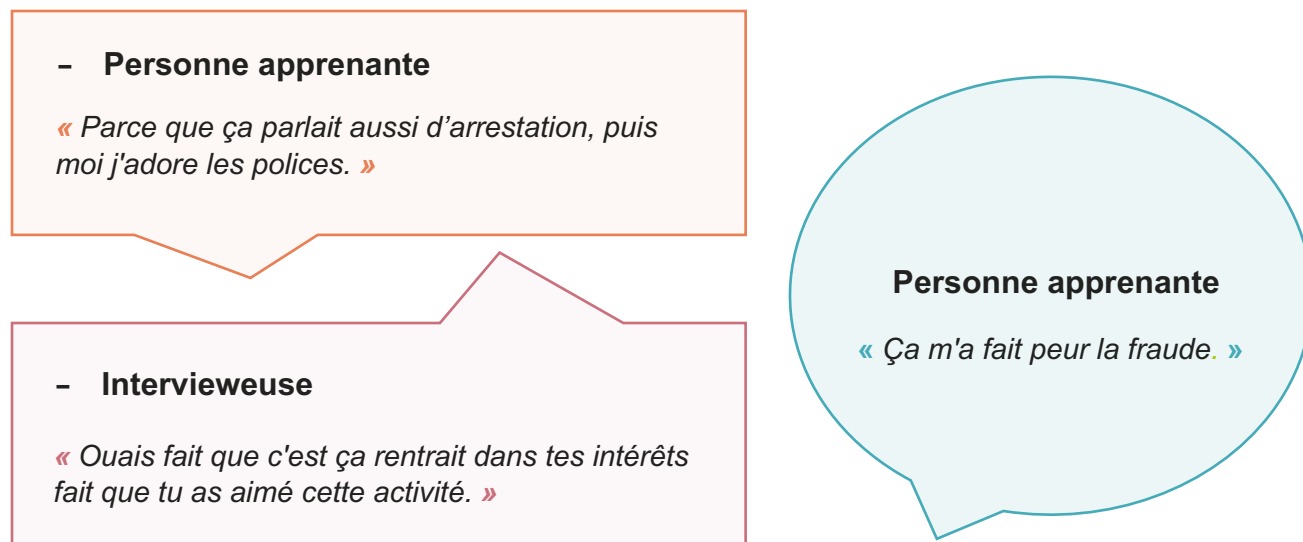 – Personne apprenante
« Parce que ça parlait aussi d’arrestation, puis
moi j'adore les polices. »
– Intervieweuse
« Ouais fait que c'est ça rentrait dans tes intérêts
fait que tu as aimé cette activité. »
Personne apprenante
« Ça m'a fait peur la fraude. »